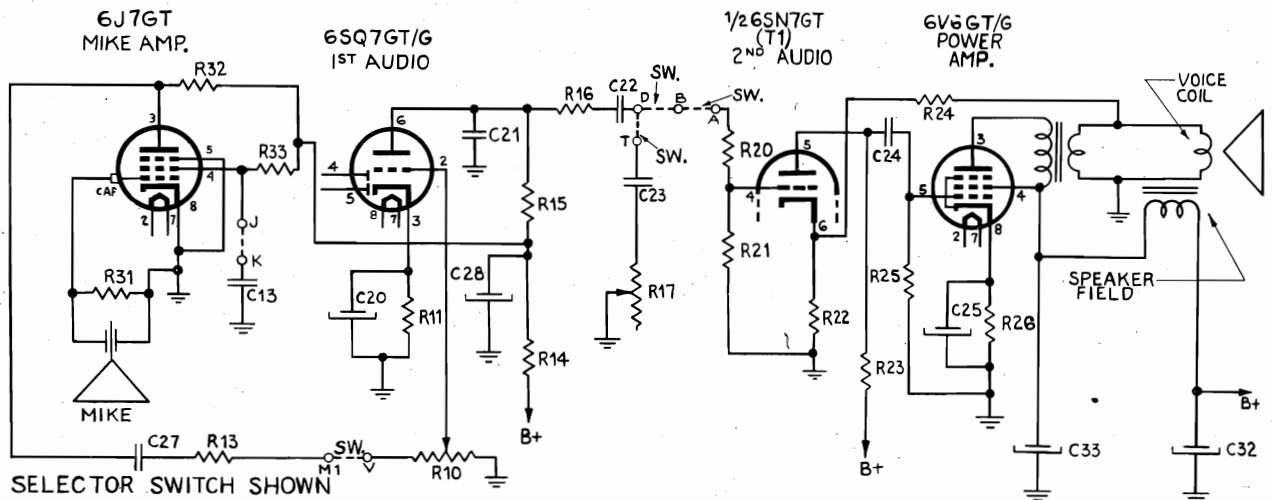 6J7GT
MIKE AMP.
6SQ7GT/G
1ST AUDIO
1/2 6SN7GT
(T1)
2ND AUDIO
6V6GT/G
POWER
AMP.
VOICE
COIL
R32
3
5
4
R33
CAP
2
7
8
J
K
C13
R31
MIKE
6
4
5
2
8
7
3
C20
R11
C28
C21
R15
R14
B+
R16
C22
D
SW.
B
SW.
A
T
SW.
C23
R17
R20
R21
5
4
6
R22
C24
R23
B+
R24
R25
3
5
4
2
7
8
C25
R26
SPEAKER
FIELD
C33
C32
B+
C27
R13
SW.
M1
V
R10
SELECTOR SWITCH SHOWN